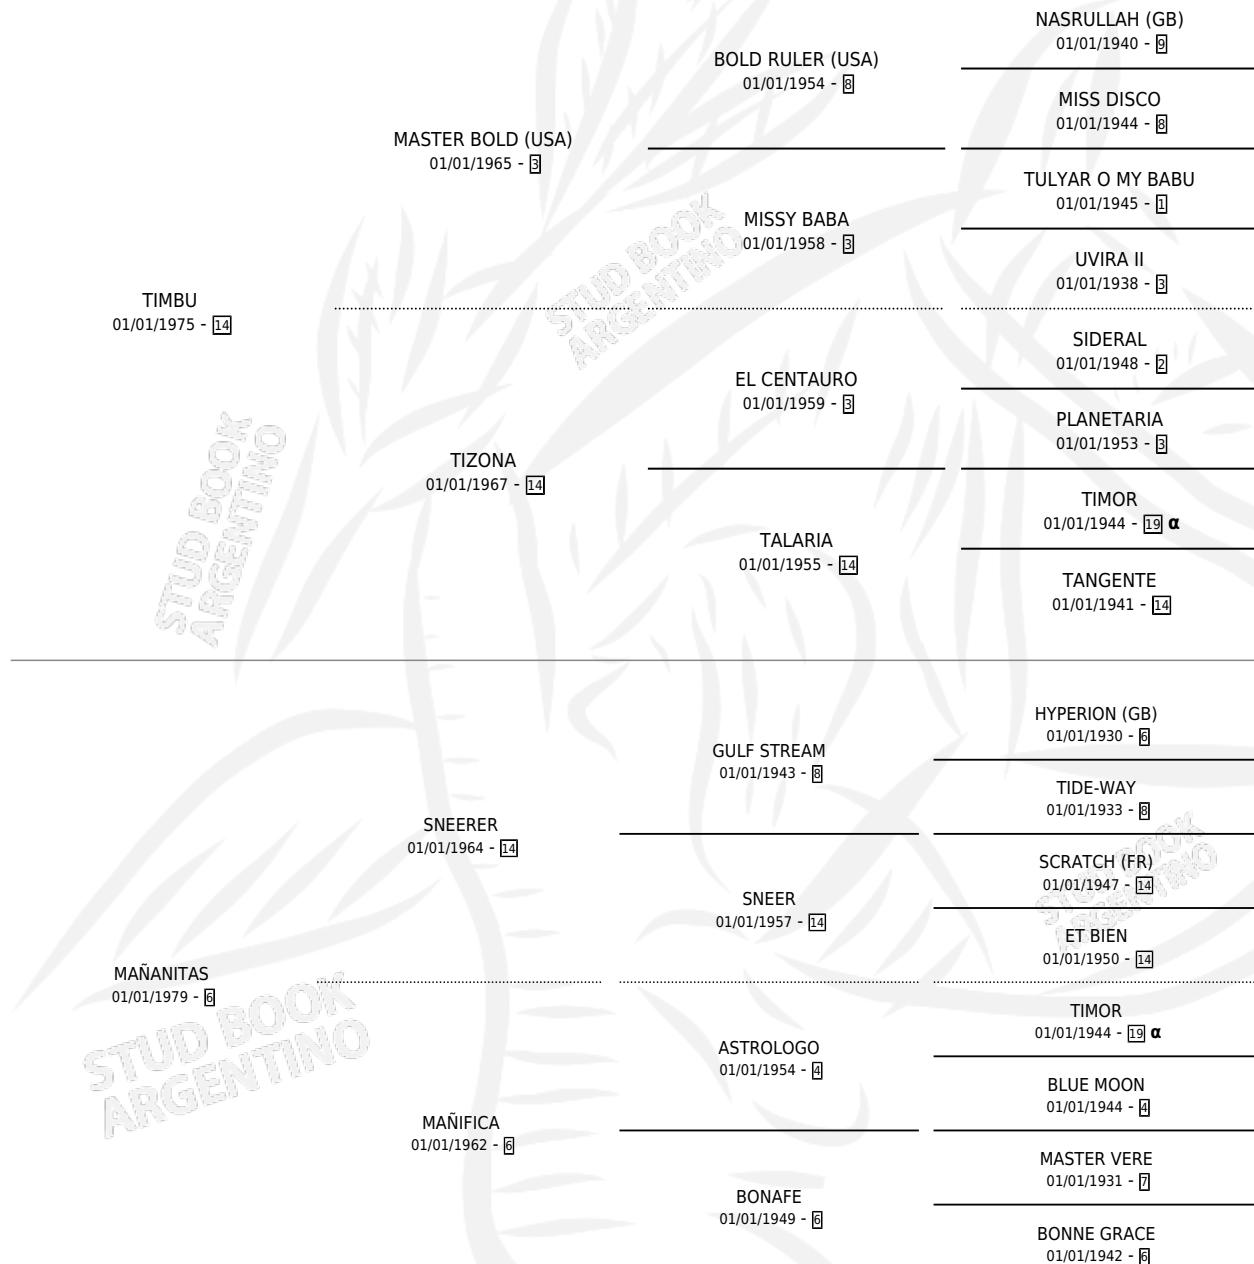 NASRULLAH (GB)
01/01/1940 - 9
BOLD RULER (USA)
01/01/1954 - 8
MISS DISCO
01/01/1944 - 8
MASTER BOLD (USA)
01/01/1965 - 3
TULYAR O MY BABU
01/01/1945 - 1
MISSY BABA
01/01/1958 - 3
UVIRA II
01/01/1938 - 3
TIMBU
01/01/1975 - 14
SIDERAL
01/01/1948 - 2
EL CENTAURO
01/01/1959 - 3
PLANETARIA
01/01/1953 - 3
TIZONA
01/01/1967 - 14
TIMOR
01/01/1944 - 19 α
TALARIA
01/01/1955 - 14
TANGENTE
01/01/1941 - 14
HYPERION (GB)
01/01/1930 - 6
GULF STREAM
01/01/1943 - 8
TIDE-WAY
01/01/1933 - 8
SNEERER
01/01/1964 - 14
SCRATCH (FR)
01/01/1947 - 14
SNEER
01/01/1957 - 14
ET BIEN
01/01/1950 - 14
MAÑANITAS
01/01/1979 - 6
TIMOR
01/01/1944 - 19 α
ASTROLOGO
01/01/1954 - 4
BLUE MOON
01/01/1944 - 4
MAÑIFICA
01/01/1962 - 6
MASTER VERE
01/01/1931 - 7
BONAFE
01/01/1949 - 6
BONNE GRACE
01/01/1942 - 6
STUD BOOK
ARGENTINO
STUD BOOK
ARGENTINO
STUD BOOK
ARGENTINO
STUD BOOK
ARGENTINO